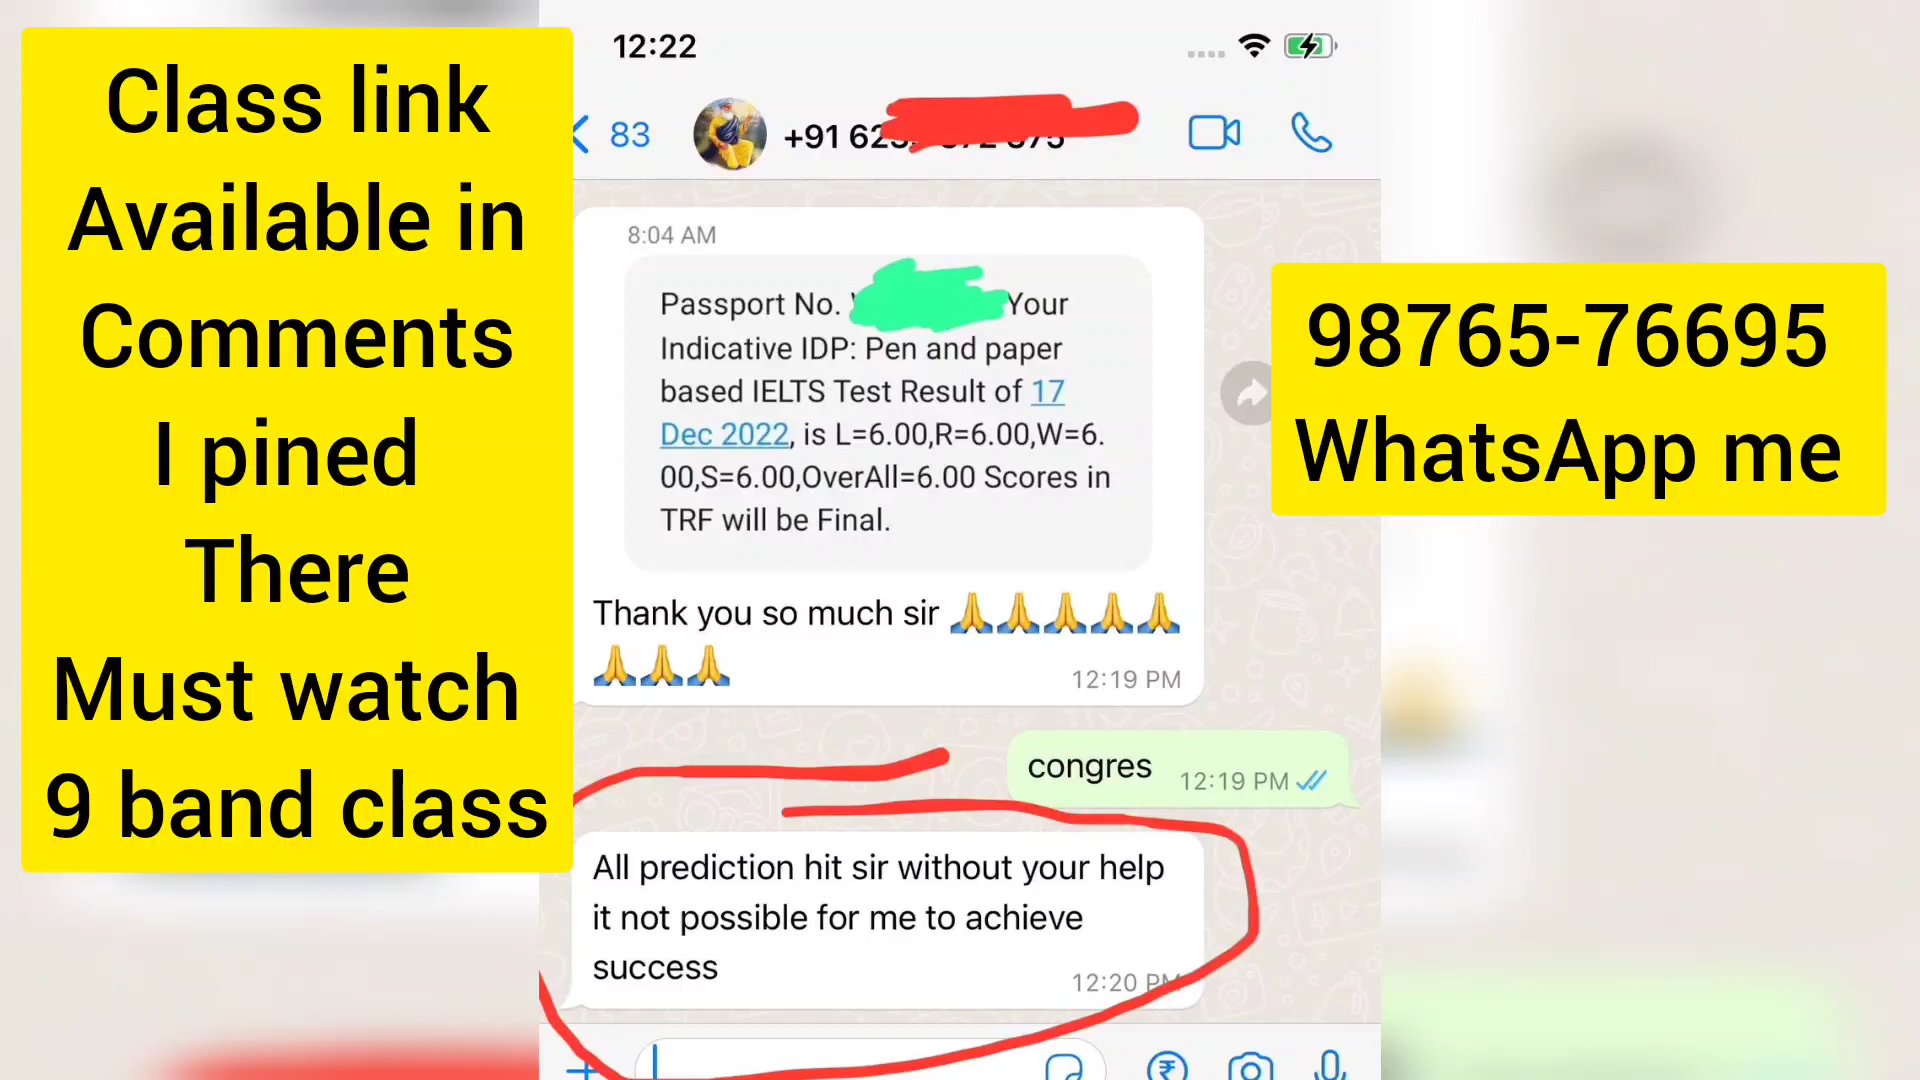 Class link
Available in
Comments
I pined
There
Must watch
9 band class
12:22
83
+91 62
8:04 AM
Passport No. Your
Indicative IDP: Pen and paper
based IELTS Test Result of 17
Dec 2022, is L=6.00,R=6.00,W=6.
00,S=6.00,OverAll=6.00 Scores in
TRF will be Final.
Thank you so much sir 🙏🙏🙏🙏🙏
🙏🙏🙏
12:19 PM
congres 12:19 PM
All prediction hit sir without your help
it not possible for me to achieve
success
12:20 PM
98765-76695
WhatsApp me